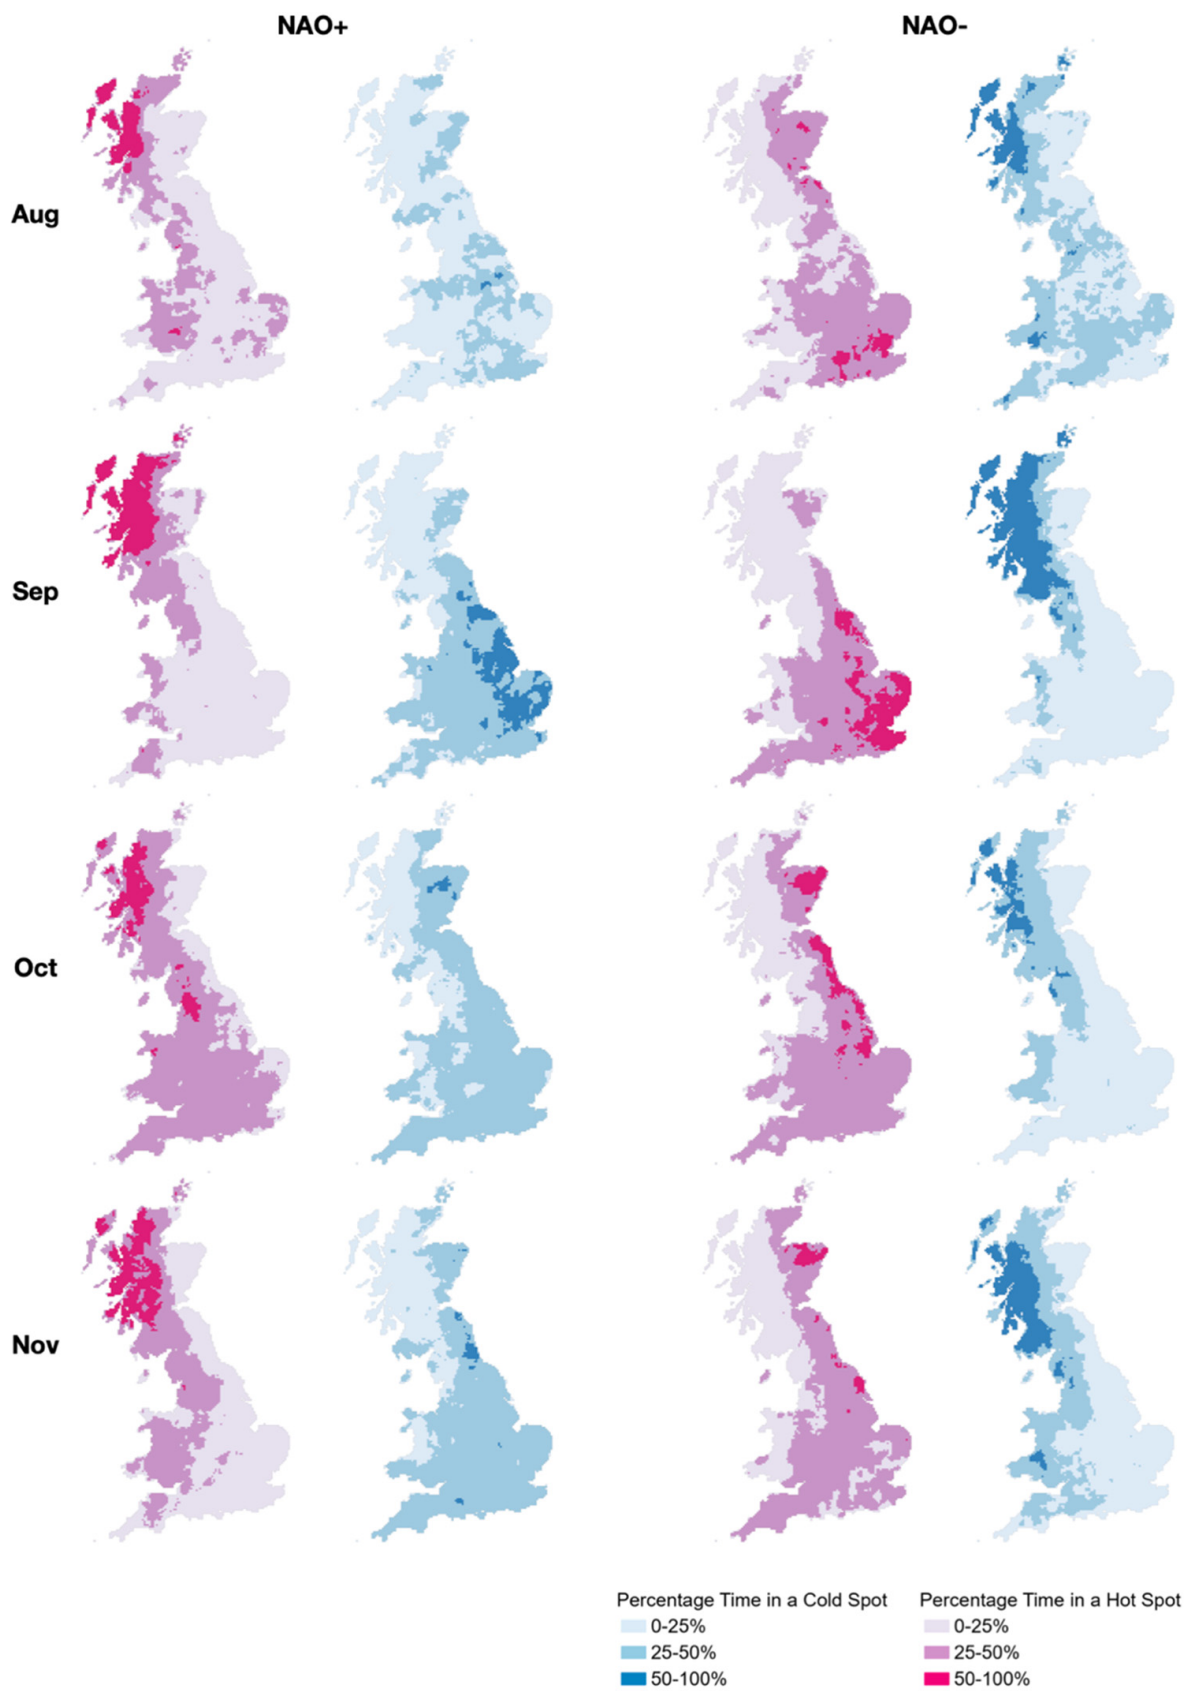 NAO+ NAO-
Aug
Sep
Oct
Nov
Percentage Time in a Cold Spot
0-25%
25-50%
50-100%
Percentage Time in a Hot Spot
0-25%
25-50%
50-100%